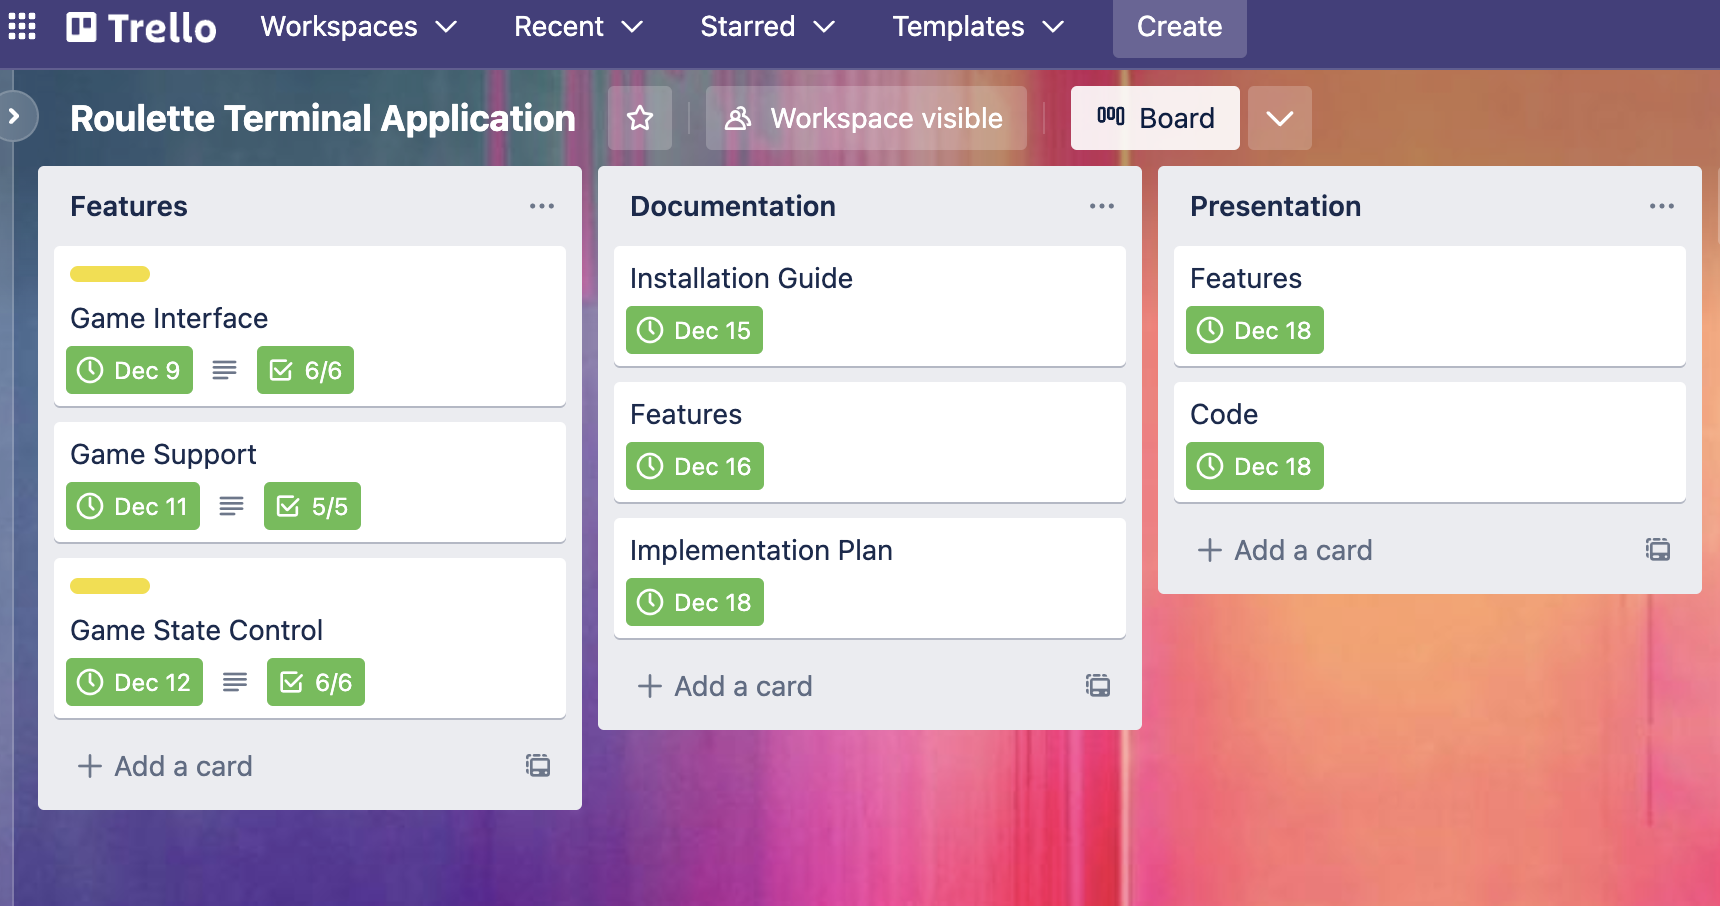 Trello Workspaces Recent Starred Templates Create
Roulette Terminal Application Workspace visible Board
Features
Game Interface
Dec 9 6/6
Game Support
Dec 11 5/5
Game State Control
Dec 12 6/6
Add a card
Documentation
Installation Guide
Dec 15
Features
Dec 16
Implementation Plan
Dec 18
Add a card
Presentation
Features
Dec 18
Code
Dec 18
Add a card